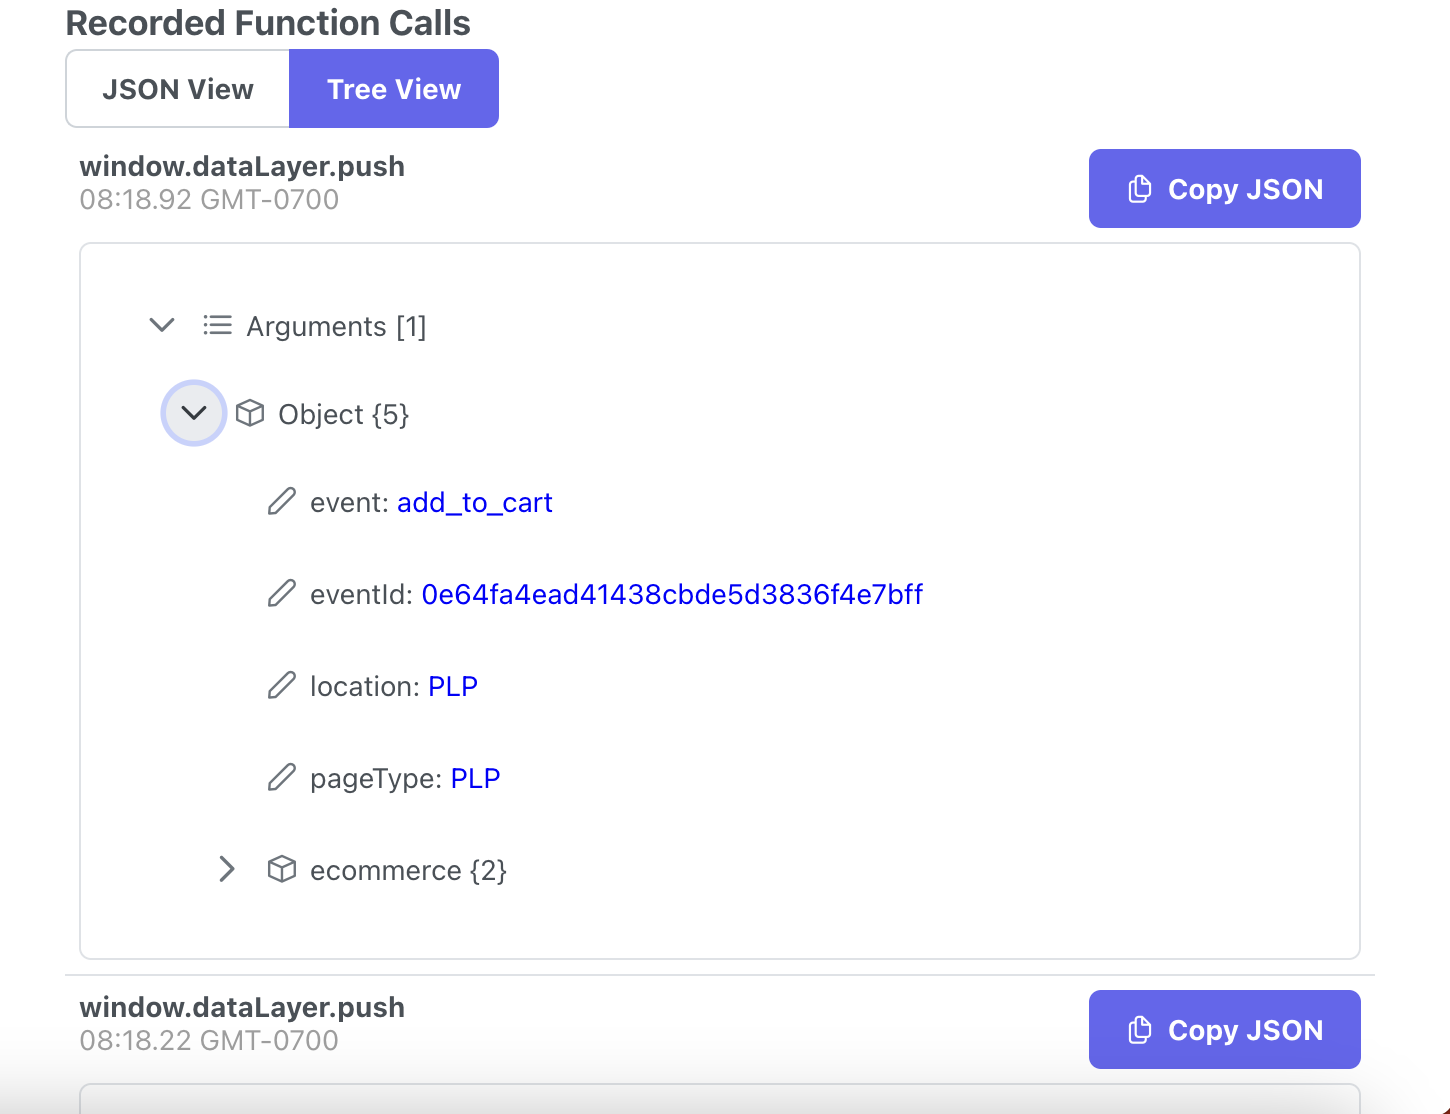 Recorded Function Calls
JSON View Tree View
window.dataLayer.push
08:18.92 GMT-0700
Copy JSON
Arguments [1]
Object {5}
event: add_to_cart
eventId: 0e64fa4ead41438cbde5d3836f4e7bff
location: PLP
pageType: PLP
ecommerce {2}
window.dataLayer.push
08:18.22 GMT-0700
Copy JSON